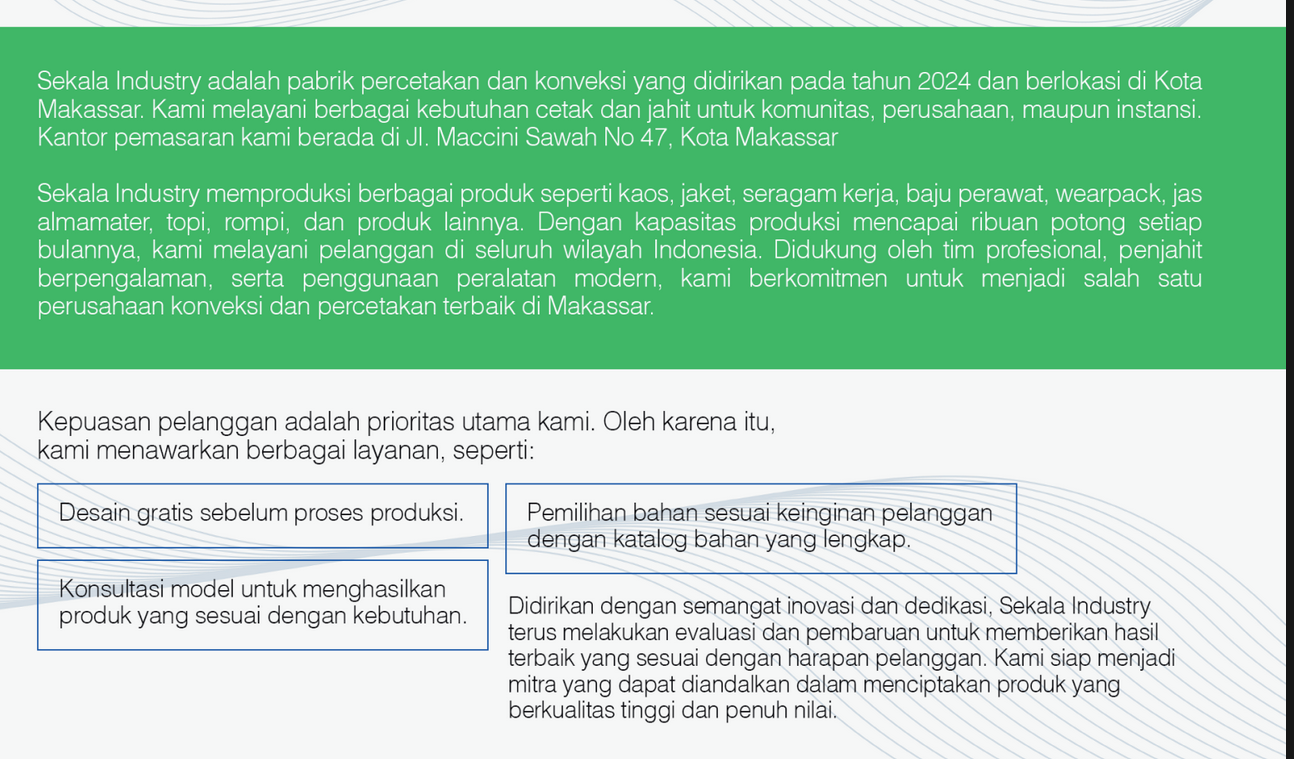 Sekala Industry adalah pabrik percetakan dan konveksi yang didirikan pada tahun 2024 dan berlokasi di Kota
Makassar. Kami melayani berbagai kebutuhan cetak dan jahit untuk komunitas, perusahaan, maupun instansi.
Kantor pemasaran kami berada di Jl. Maccini Sawah No 47, Kota Makassar
Sekala Industry memproduksi berbagai produk seperti kaos, jaket, seragam kerja, baju perawat, wearpack, jas
almamater, topi, rompi, dan produk lainnya. Dengan kapasitas produksi mencapai ribuan potong setiap
bulannya, kami melayani pelanggan di seluruh wilayah Indonesia. Didukung oleh tim profesional, penjahit
berpengalaman, serta penggunaan peralatan modern, kami berkomitmen untuk menjadi salah satu
perusahaan konveksi dan percetakan terbaik di Makassar.
Kepuasan pelanggan adalah prioritas utama kami. Oleh karena itu,
kami menawarkan berbagai layanan, seperti:
Desain gratis sebelum proses produksi.
Konsultasi model untuk menghasilkan
produk yang sesuai dengan kebutuhan.
Pemilihan bahan sesuai keinginan pelanggan
dengan katalog bahan yang lengkap.
Didirikan dengan semangat inovasi dan dedikasi, Sekala Industry
terus melakukan evaluasi dan pembaruan untuk memberikan hasil
terbaik yang sesuai dengan harapan pelanggan. Kami siap menjadi
mitra yang dapat diandalkan dalam menciptakan produk yang
berkualitas tinggi dan penuh nilai.